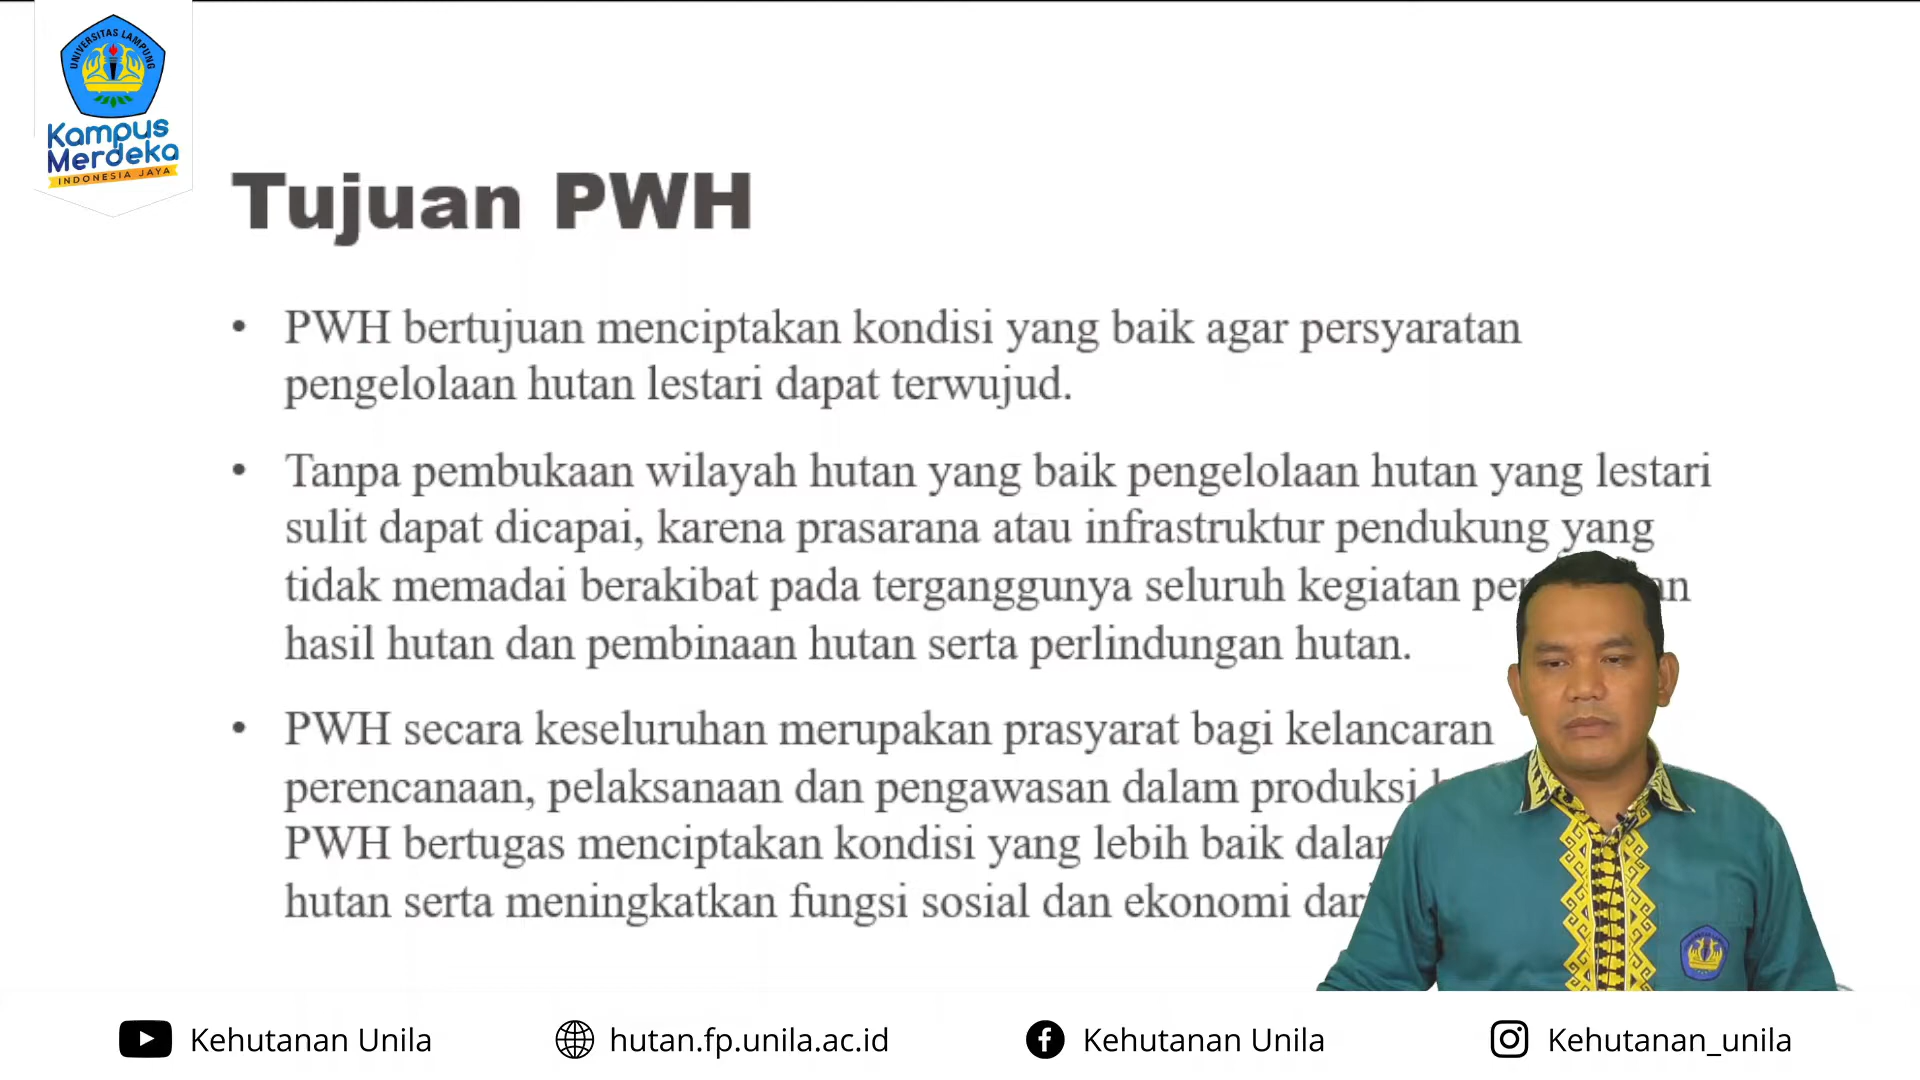 UNIVERSITAS LAMPUNG
Kampus
Merdeka
INDONESIA JAYA
Tujuan PWH
• PWH bertujuan menciptakan kondisi yang baik agar persyaratan
pengelolaan hutan lestari dapat terwujud.
• Tanpa pembukaan wilayah hutan yang baik pengelolaan hutan yang lestari
sulit dapat dicapai, karena prasarana atau infrastruktur pendukung yang
tidak memadai berakibat pada terganggunya seluruh kegiatan
hasil hutan dan pembinaan hutan serta perlindungan hutan.
• PWH secara keseluruhan merupakan prasyarat bagi kelancaran
perencanaan, pelaksanaan dan pengawasan dalam produksi
PWH bertugas menciptakan kondisi yang lebih baik
hutan serta meningkatkan fungsi sosial dan ekonomi
Kehutanan Unila
hutan.fp.unila.ac.id
Kehutanan Unila
Kehutanan_unila